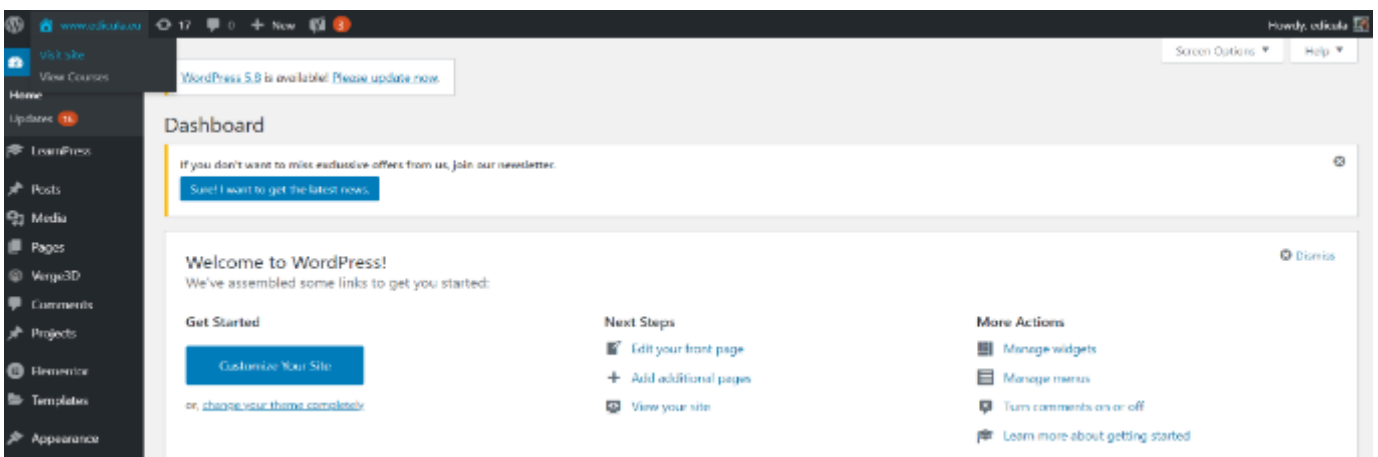 www.edicula.eu 17 0 + New 3 Howdy, edicula
Visit Site
View Courses
Screen Options ▼ Help ▼
WordPress 5.8 is available! Please update now.
Home
Updates 16
Dashboard
LearnPress
If you don't want to miss exclusive offers from us, join our newsletter.
Sure! I want to get the latest news.
Posts
Media
Pages
Verge3D
Comments
Projects
Elementor
Templates
Appearance
Welcome to WordPress!
Dismiss
We've assembled some links to get you started:
Get Started
Customize Your Site
or, change your theme completely
Next Steps
Edit your front page
Add additional pages
View your site
More Actions
Manage widgets
Manage menus
Turn comments on or off
Learn more about getting started